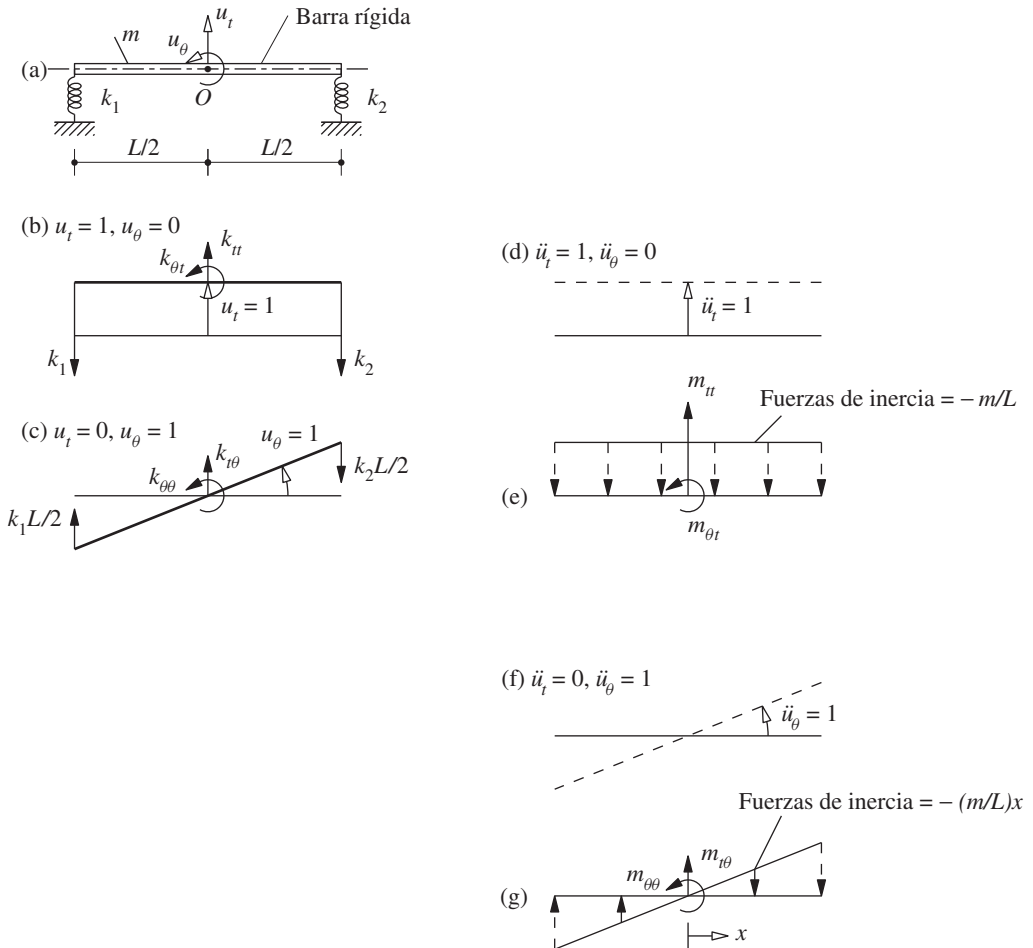 u_t
Barra rígida
m
u_θ
(a)
k_1
O
k_2
L/2
L/2
(b) u_t = 1, u_θ = 0
k_tt
k_θt
u_t = 1
k_1
k_2
(c) u_t = 0, u_θ = 1
u_θ = 1
k_tθ
k_θθ
k_2L/2
k_1L/2
(d) ü_t = 1, ü_θ = 0
ü_t = 1
m_tt
Fuerzas de inercia = – m/L
(e)
m_θt
(f) ü_t = 0, ü_θ = 1
ü_θ = 1
Fuerzas de inercia = – (m/L)x
m_tθ
m_θθ
(g)
x